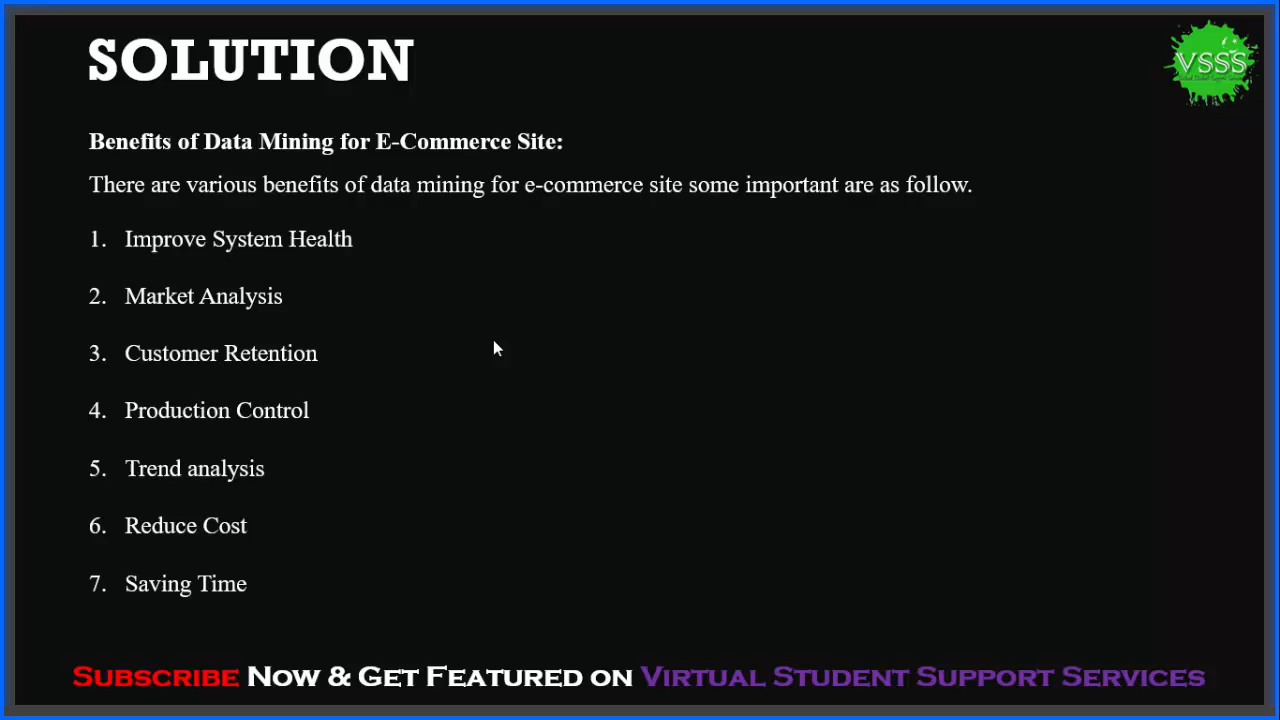 SOLUTION
VSSS
Benefits of Data Mining for E-Commerce Site:
There are various benefits of data mining for e-commerce site some important are as follow.
1. Improve System Health
2. Market Analysis
3. Customer Retention
4. Production Control
5. Trend analysis
6. Reduce Cost
7. Saving Time
SUBSCRIBE NOW & GET FEATURED ON VIRTUAL STUDENT SUPPORT SERVICES